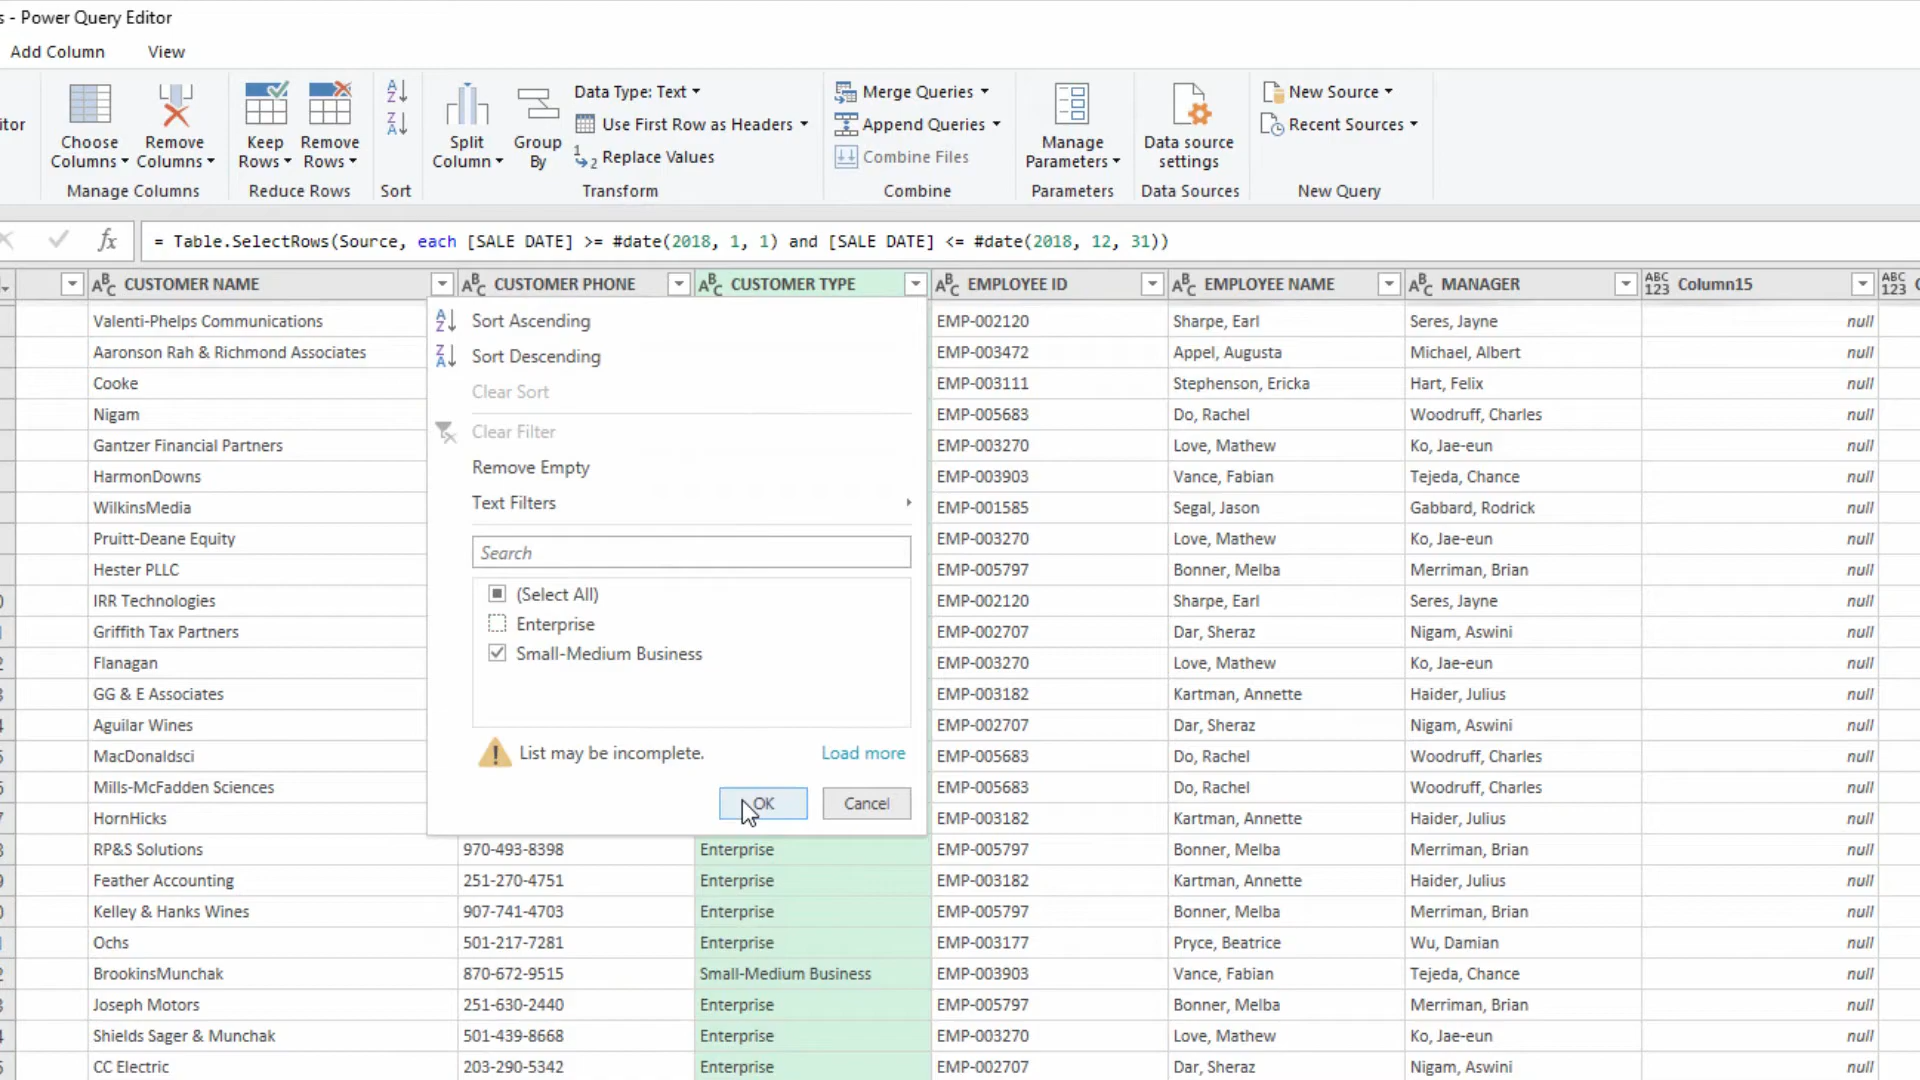 s - Power Query Editor
Add Column View
itor
Choose Columns
Remove Columns
Manage Columns
Keep Rows
Remove Rows
Reduce Rows
Sort
Split Column
Group By
Data Type: Text
Use First Row as Headers
Replace Values
Transform
Merge Queries
Append Queries
Combine Files
Combine
Manage Parameters
Parameters
Data source settings
Data Sources
New Source
Recent Sources
New Query
fx = Table.SelectRows(Source, each [SALE DATE] >= #date(2018, 1, 1) and [SALE DATE] <= #date(2018, 12, 31))
CUSTOMER NAME CUSTOMER PHONE CUSTOMER TYPE EMPLOYEE ID EMPLOYEE NAME MANAGER Column15
Sort Ascending
Sort Descending
Clear Sort
Clear Filter
Remove Empty
Text Filters
Search
(Select All)
Enterprise
Small-Medium Business
List may be incomplete. Load more
OK Cancel
Valenti-Phelps Communications EMP-002120 Sharpe, Earl Seres, Jayne null
Aaronson Rah & Richmond Associates EMP-003472 Appel, Augusta Michael, Albert null
Cooke EMP-003111 Stephenson, Ericka Hart, Felix null
Nigam EMP-005683 Do, Rachel Woodruff, Charles null
Gantzer Financial Partners EMP-003270 Love, Mathew Ko, Jae-eun null
HarmonDowns EMP-003903 Vance, Fabian Tejeda, Chance null
WilkinsMedia EMP-001585 Segal, Jason Gabbard, Rodrick null
Pruitt-Deane Equity EMP-003270 Love, Mathew Ko, Jae-eun null
Hester PLLC EMP-005797 Bonner, Melba Merriman, Brian null
IRR Technologies EMP-002120 Sharpe, Earl Seres, Jayne null
Griffith Tax Partners EMP-002707 Dar, Sheraz Nigam, Aswini null
Flanagan EMP-003270 Love, Mathew Ko, Jae-eun null
GG & E Associates EMP-003182 Kartman, Annette Haider, Julius null
Aguilar Wines EMP-002707 Dar, Sheraz Nigam, Aswini null
MacDonaldsci EMP-005683 Do, Rachel Woodruff, Charles null
Mills-McFadden Sciences EMP-005683 Do, Rachel Woodruff, Charles null
HornHicks EMP-003182 Kartman, Annette Haider, Julius null
RP&S Solutions 970-493-8398 Enterprise EMP-005797 Bonner, Melba Merriman, Brian null
Feather Accounting 251-270-4751 Enterprise EMP-003182 Kartman, Annette Haider, Julius null
Kelley & Hanks Wines 907-741-4703 Enterprise EMP-005797 Bonner, Melba Merriman, Brian null
Ochs 501-217-7281 Enterprise EMP-003177 Pryce, Beatrice Wu, Damian null
BrookinsMunchak 870-672-9515 Small-Medium Business EMP-003903 Vance, Fabian Tejeda, Chance null
Joseph Motors 251-630-2440 Enterprise EMP-005797 Bonner, Melba Merriman, Brian null
Shields Sager & Munchak 501-439-8668 Enterprise EMP-003270 Love, Mathew Ko, Jae-eun null
CC Electric 203-290-5342 Enterprise EMP-002707 Dar, Sheraz Nigam, Aswini null